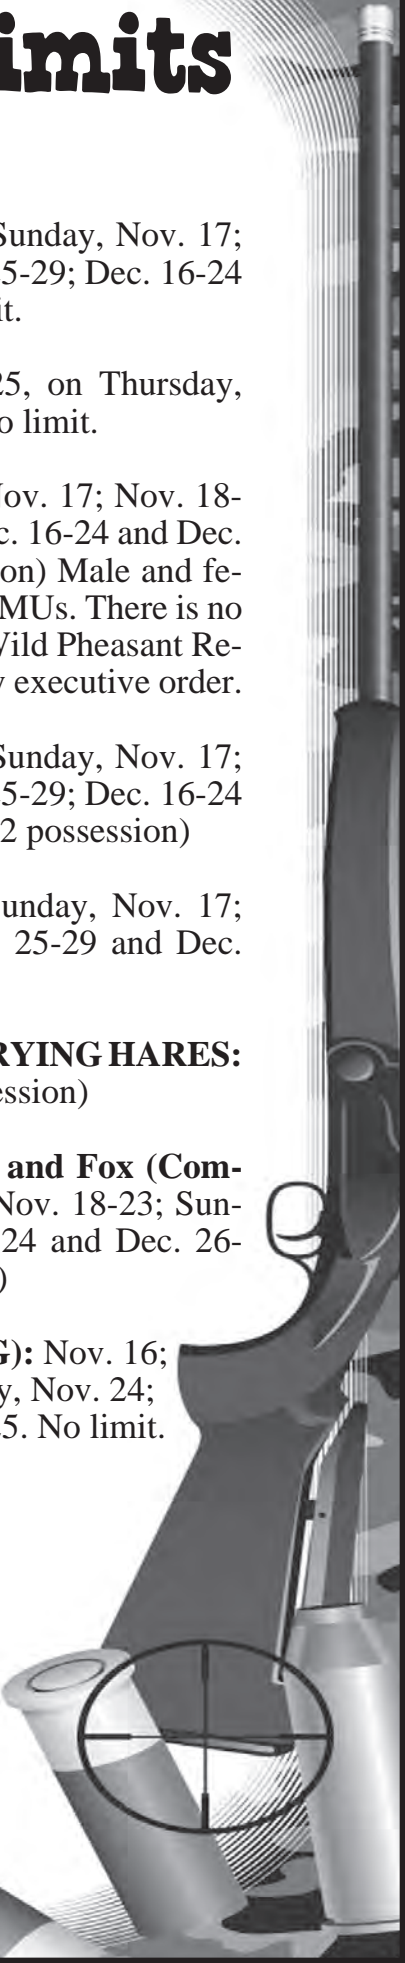 imits
Sunday, Nov. 17;
5-29; Dec. 16-24
it.
25, on Thursday,
o limit.
Nov. 17; Nov. 18-
c. 16-24 and Dec.
on) Male and fe-
MUs. There is no
Wild Pheasant Re-
y executive order.
Sunday, Nov. 17;
5-29; Dec. 16-24
2 possession)
unday, Nov. 17;
25-29 and Dec.
RYING HARES:
ession)
and Fox (Com-
Nov. 18-23; Sun-
24 and Dec. 26-
)
G): Nov. 16;
y, Nov. 24;
5. No limit.